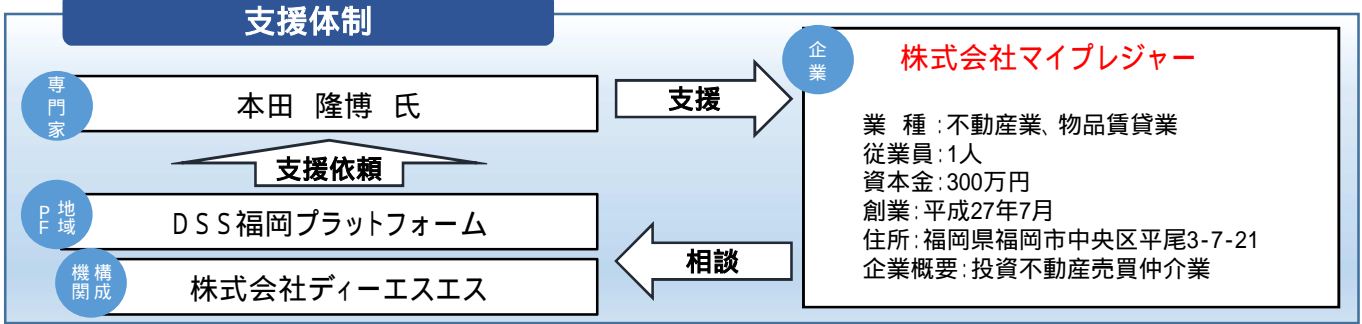 支援体制
専門家
本田 隆博 氏
支援
支援依頼
地域PF
DSS福岡プラットフォーム
構成機関
株式会社ディーエスエス
相談
企業
株式会社マイプレジャー
業 種：不動産業、物品賃貸業
従業員：1人
資本金：300万円
創業：平成27年7月
住所：福岡県福岡市中央区平尾3-7-21
企業概要：投資不動産売買仲介業